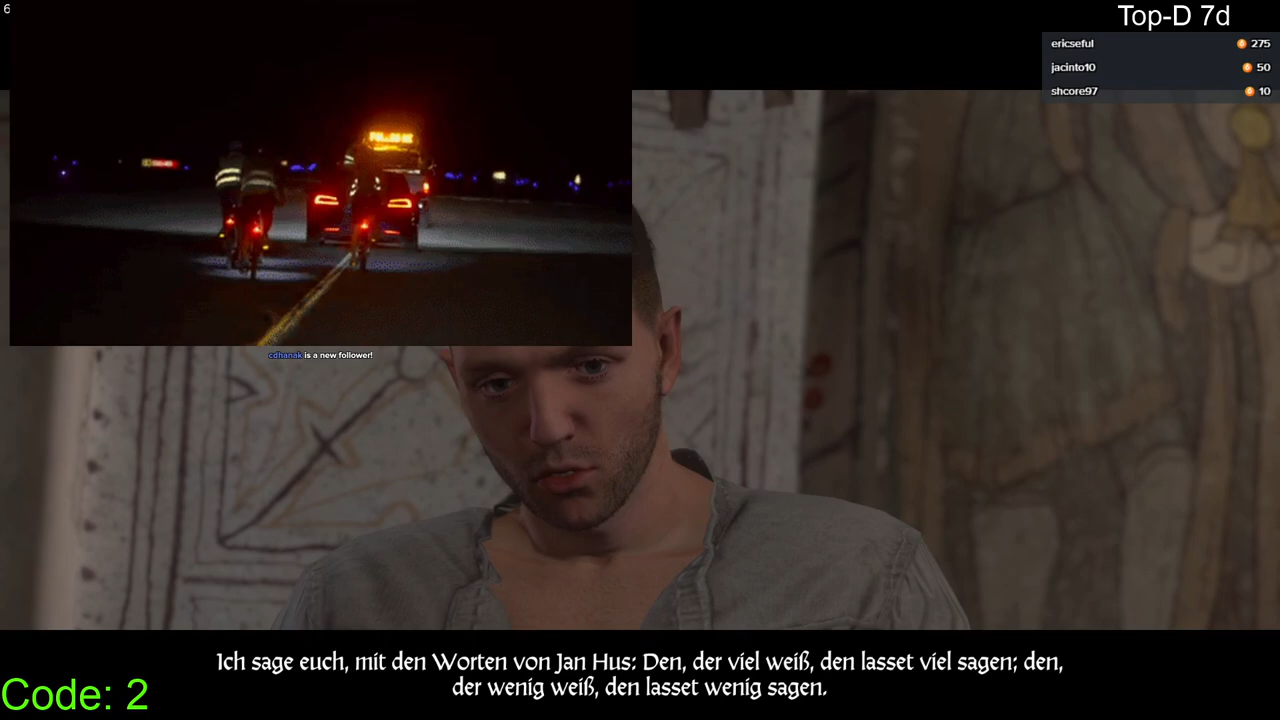 6
Top-D 7d
ericseful 275
jacinto10 50
shcore97 10
cdhanak is a new follower!
Ich sage euch, mit den Worten von Jan Hus: Den, der viel weiß, den lasset viel sagen; den,
der wenig weiß, den lasset wenig sagen.
Code: 2